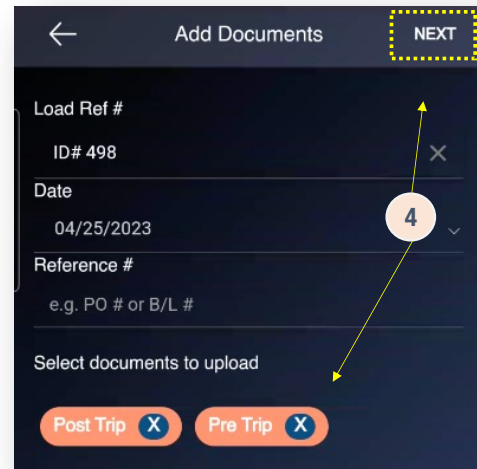 Add Documents NEXT
Load Ref #
ID# 498
Date
04/25/2023
4
Reference #
e.g. PO # or B/L #
Select documents to upload
Post Trip X Pre Trip X